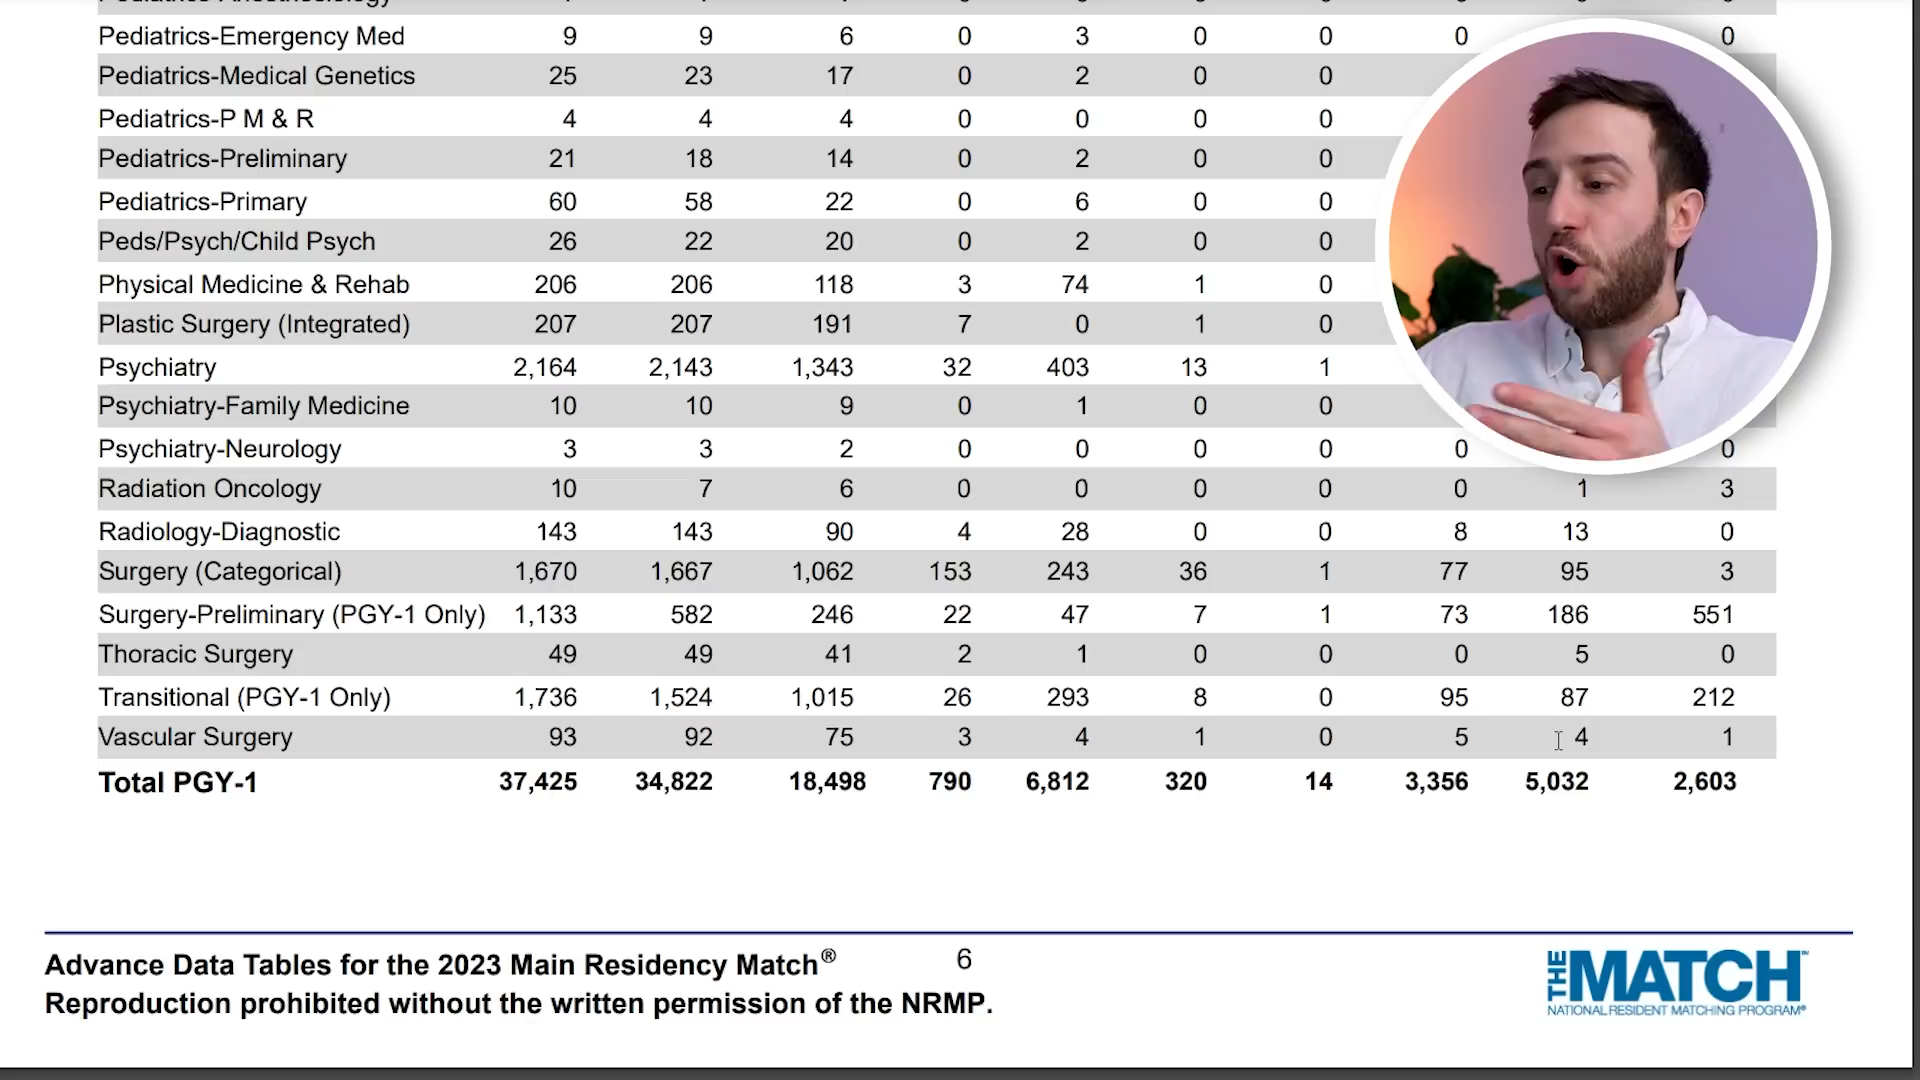 Pediatrics-Emergency Med 9 9 6 0 3 0 0 0 0
Pediatrics-Medical Genetics 25 23 17 0 2 0 0
Pediatrics-P M & R 4 4 4 0 0 0 0
Pediatrics-Preliminary 21 18 14 0 2 0 0
Pediatrics-Primary 60 58 22 0 6 0 0
Peds/Psych/Child Psych 26 22 20 0 2 0 0
Physical Medicine & Rehab 206 206 118 3 74 1 0
Plastic Surgery (Integrated) 207 207 191 7 0 1 0
Psychiatry 2,164 2,143 1,343 32 403 13 1
Psychiatry-Family Medicine 10 10 9 0 1 0 0
Psychiatry-Neurology 3 3 2 0 0 0 0 0 0
Radiation Oncology 10 7 6 0 0 0 0 0 1 3
Radiology-Diagnostic 143 143 90 4 28 0 0 8 13 0
Surgery (Categorical) 1,670 1,667 1,062 153 243 36 1 77 95 3
Surgery-Preliminary (PGY-1 Only) 1,133 582 246 22 47 7 1 73 186 551
Thoracic Surgery 49 49 41 2 1 0 0 0 5 0
Transitional (PGY-1 Only) 1,736 1,524 1,015 26 293 8 0 95 87 212
Vascular Surgery 93 92 75 3 4 1 0 5 4 1
Total PGY-1 37,425 34,822 18,498 790 6,812 320 14 3,356 5,032 2,603
Advance Data Tables for the 2023 Main Residency Match® 6
Reproduction prohibited without the written permission of the NRMP.
THE MATCH
NATIONAL RESIDENT MATCHING PROGRAM®